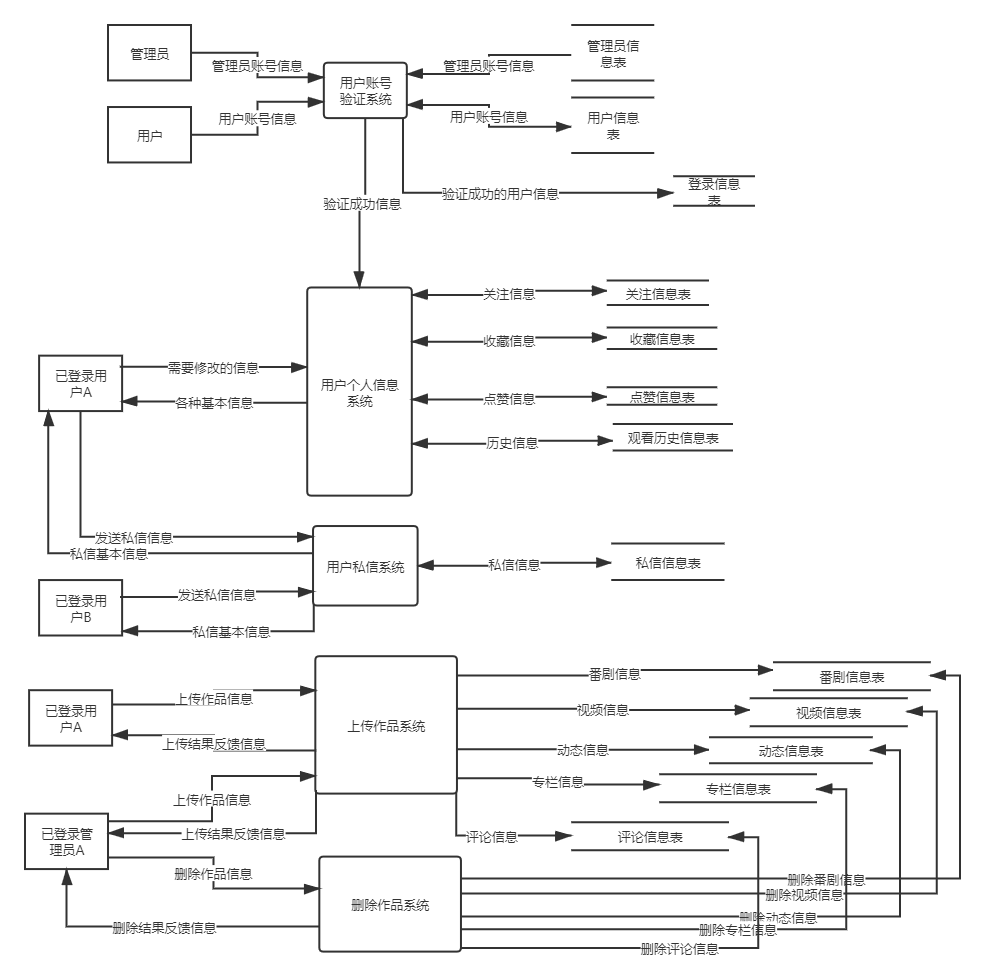 管理员
管理员账号信息
管理员账号信息
管理员信
息表
用户账号
验证系统
用户
用户账号信息
用户账号信息
用户信息
表
验证成功信息
验证成功的用户信息
登录信息
表
关注信息
关注信息表
收藏信息
收藏信息表
已登录用
户A
需要修改的信息
各种基本信息
用户个人信息
系统
点赞信息
点赞信息表
历史信息
观看历史信息表
发送私信信息
私信基本信息
用户私信系统
私信信息
私信信息表
已登录用
户B
发送私信信息
私信基本信息
番剧信息
番剧信息表
已登录用
户A
上传作品信息
上传结果反馈信息
上传作品系统
视频信息
视频信息表
动态信息
动态信息表
专栏信息
专栏信息表
上传作品信息
已登录管
理员A
上传结果反馈信息
评论信息
评论信息表
删除作品信息
删除作品系统
删除结果反馈信息
删除番剧信息
删除视频信息
删除动态信息
删除专栏信息
删除评论信息